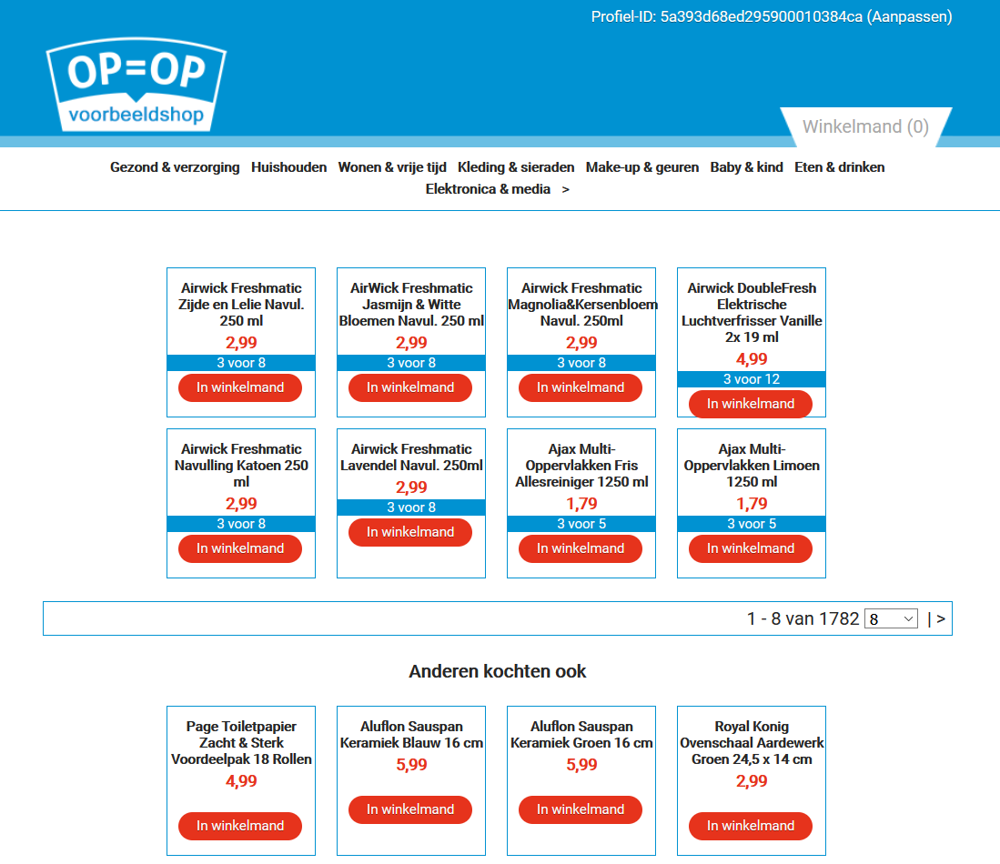 Profiel-ID: 5a393d68ed295900010384ca (Aanpassen)
OP=OP
voorbeeldshop
Winkelmand (0)
Gezond & verzorging Huishouden Wonen & vrije tijd Kleding & sieraden Make-up & geuren Baby & kind Eten & drinken
Elektronica & media >
Airwick Freshmatic
Zijde en Lelie Navul.
250 ml
2,99
3 voor 8
In winkelmand
AirWick Freshmatic
Jasmijn & Witte
Bloemen Navul. 250 ml
2,99
3 voor 8
In winkelmand
Airwick Freshmatic
Magnolia&Kersenbloem
Navul. 250ml
2,99
3 voor 8
In winkelmand
Airwick DoubleFresh
Elektrische
Luchtverfrisser Vanille
2x 19 ml
4,99
3 voor 12
In winkelmand
Airwick Freshmatic
Navulling Katoen 250
ml
2,99
3 voor 8
In winkelmand
Airwick Freshmatic
Lavendel Navul. 250ml
2,99
3 voor 8
In winkelmand
Ajax Multi-
Oppervlakken Fris
Allesreiniger 1250 ml
1,79
3 voor 5
In winkelmand
Ajax Multi-
Oppervlakken Limoen
1250 ml
1,79
3 voor 5
In winkelmand
1 - 8 van 1782 8 | >
Anderen kochten ook
Page Toiletpapier
Zacht & Sterk
Voordeelpak 18 Rollen
4,99
In winkelmand
Aluflon Sauspan
Keramiek Blauw 16 cm
5,99
In winkelmand
Aluflon Sauspan
Keramiek Groen 16 cm
5,99
In winkelmand
Royal Konig
Ovenschaal Aardewerk
Groen 24,5 x 14 cm
2,99
In winkelmand